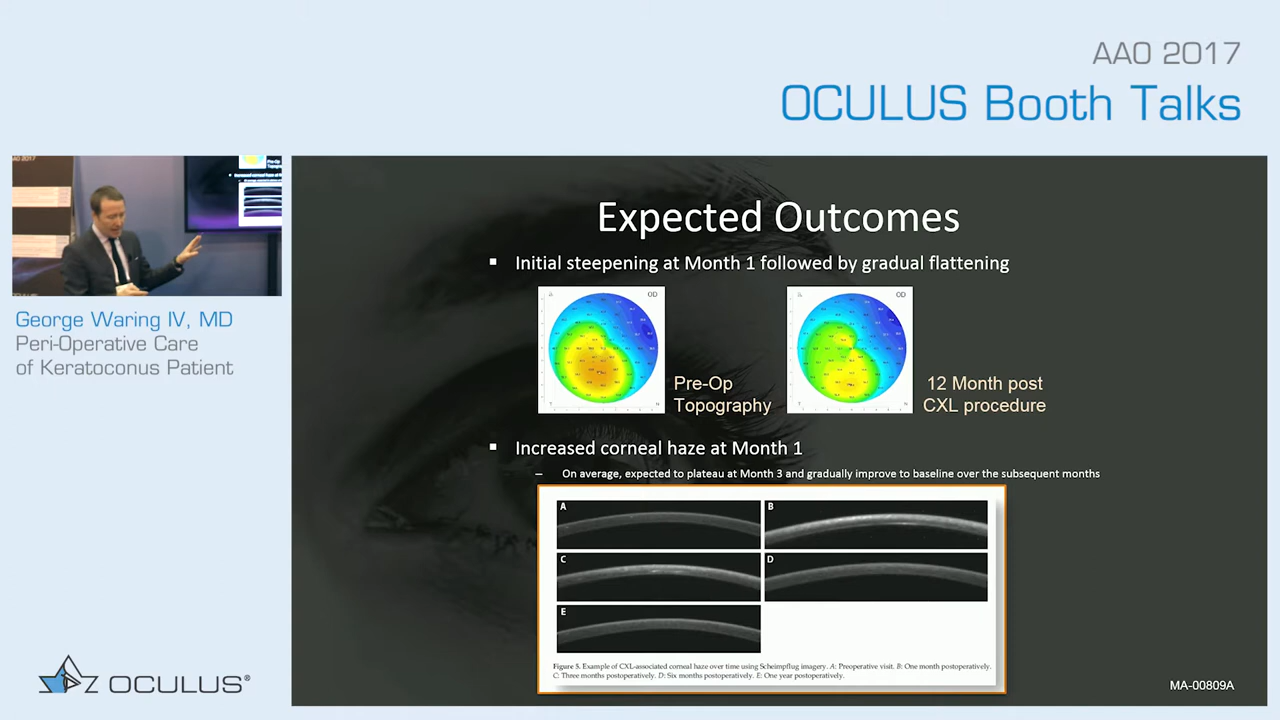 AAO 2017
OCULUS Booth Talks
George Waring IV, MD
Peri-Operative Care
of Keratoconus Patient
Expected Outcomes
▪ Initial steepening at Month 1 followed by gradual flattening
OD
OD
Pre-Op
Topography
12 Month post
CXL procedure
▪ Increased corneal haze at Month 1
– On average, expected to plateau at Month 3 and gradually improve to baseline over the subsequent months
A
B
C
D
E
Figure 5. Example of CXL-associated corneal haze over time using Scheimpflug imagery. A: Preoperative visit. B: One month postoperatively.
C: Three months postoperatively. D: Six months postoperatively. E: One year postoperatively.
OCULUS®
MA-00809A